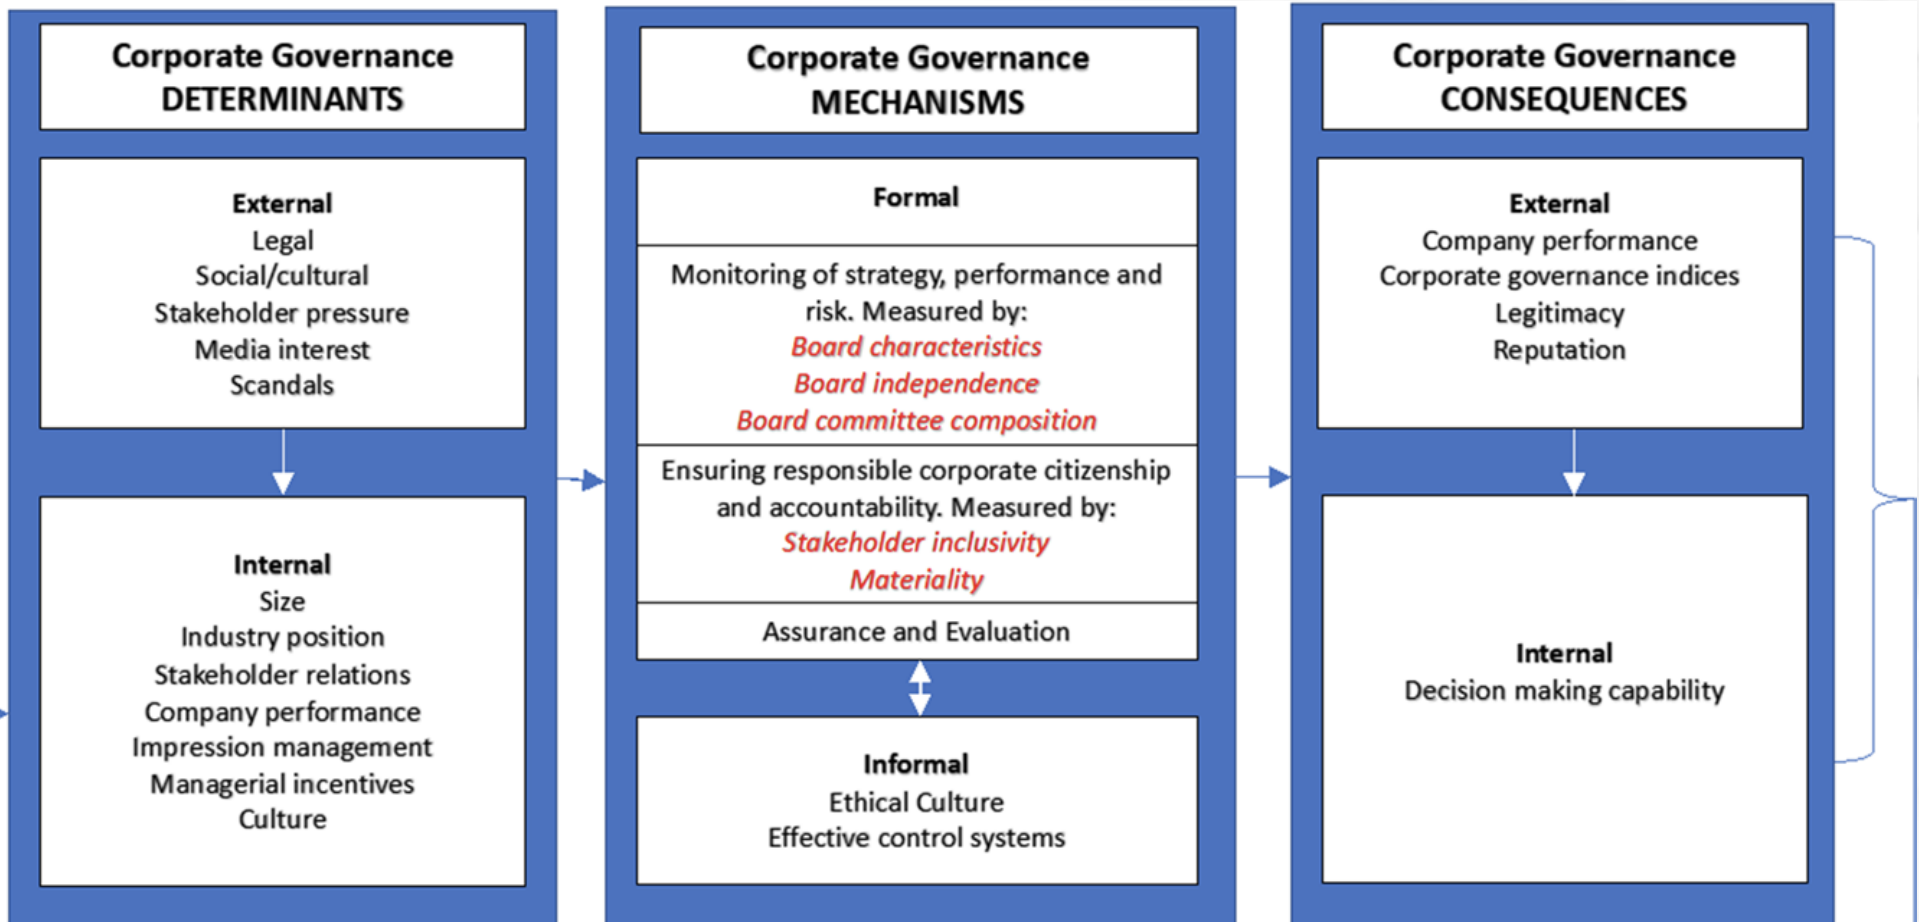 Corporate Governance
DETERMINANTS
External
Legal
Social/cultural
Stakeholder pressure
Media interest
Scandals
Internal
Size
Industry position
Stakeholder relations
Company performance
Impression management
Managerial incentives
Culture
Corporate Governance
MECHANISMS
Formal
Monitoring of strategy, performance and
risk. Measured by:
Board characteristics
Board independence
Board committee composition
Ensuring responsible corporate citizenship
and accountability. Measured by:
Stakeholder inclusivity
Materiality
Assurance and Evaluation
Informal
Ethical Culture
Effective control systems
Corporate Governance
CONSEQUENCES
External
Company performance
Corporate governance indices
Legitimacy
Reputation
Internal
Decision making capability